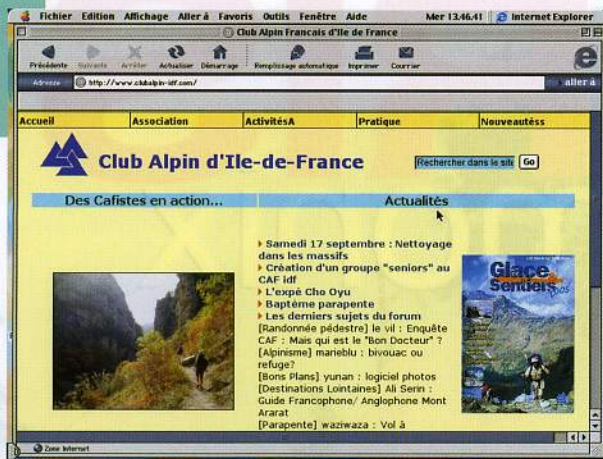 Fichier Edition Affichage Aller à Favoris Outils Fenêtre Aide Mer 13.46.41 Internet Explorer
Club Alpin Francais d'Ile de France
Précédente Suivante Arrêter Actualiser Démarrage Remplissage automatique Imprimer Courrier
Adresse http://www.clubalpin-idf.com/ aller à
Accueil Association ActivitésA Pratique Nouveautéss
Club Alpin d'Ile-de-France
Rechercher dans le site Go
Des Cafistes en action... Actualités
Samedi 17 septembre : Nettoyage
dans les massifs
Création d'un groupe "seniors" au
CAF idf
L'expé Cho Oyu
Baptême parapente
Les derniers sujets du forum
[Randonnée pédestre] le vil : Enquête
CAF : Mais qui est le "Bon Docteur" ?
[Alpinisme] marieblu : bivouac ou
refuge?
[Bons Plans] yunan : logiciel photos
[Destinations Lointaines] Ali Serin :
Guide Francophone/ Anglophone Mont
Ararat
[Parapente] waziwaza : Vol à
Glace
Sentiers
Zone Internet